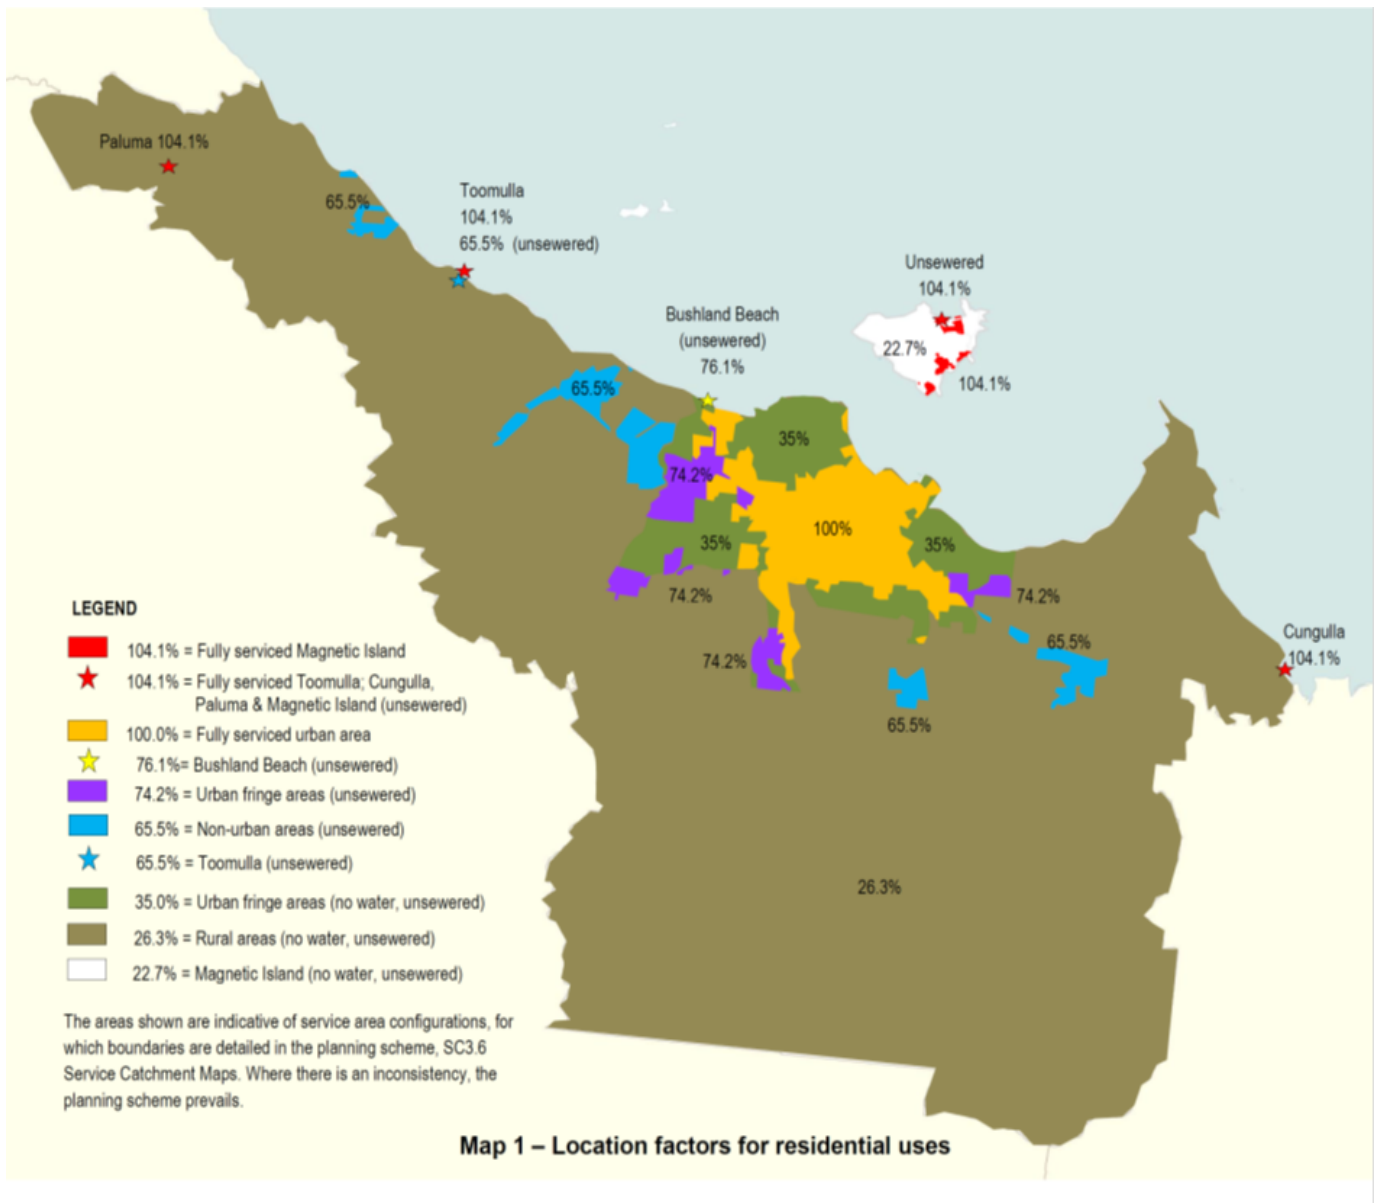 Paluma 104.1%
65.5%
Toomulla
104.1%
65.5% (unsewered)
Unsewered
104.1%
22.7%
104.1%
Bushland Beach
(unsewered)
76.1%
65.5%
35%
74.2%
100%
35%
35%
74.2%
74.2%
74.2%
65.5%
65.5%
Cungulla
104.1%
26.3%
LEGEND
104.1% = Fully serviced Magnetic Island
104.1% = Fully serviced Toomulla; Cungulla,
Paluma & Magnetic Island (unsewered)
100.0% = Fully serviced urban area
76.1%= Bushland Beach (unsewered)
74.2% = Urban fringe areas (unsewered)
65.5% = Non-urban areas (unsewered)
65.5% = Toomulla (unsewered)
35.0% = Urban fringe areas (no water, unsewered)
26.3% = Rural areas (no water, unsewered)
22.7% = Magnetic Island (no water, unsewered)
The areas shown are indicative of service area configurations, for
which boundaries are detailed in the planning scheme, SC3.6
Service Catchment Maps. Where there is an inconsistency, the
planning scheme prevails.
Map 1 – Location factors for residential uses